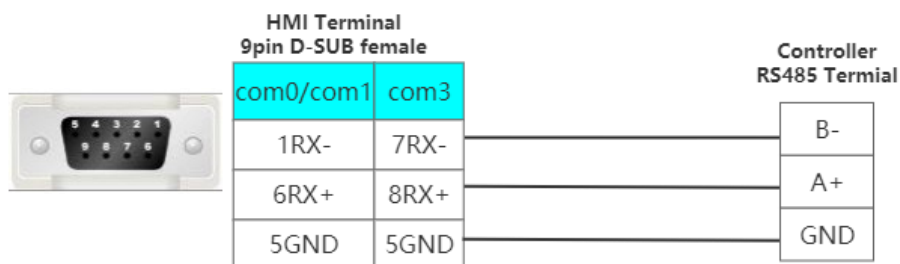 HMI Terminal
9pin D-SUB female
Controller
RS485 Termial
com0/com1 com3
5 4 3 2 1
9 8 7 6
1RX- 7RX- B-
6RX+ 8RX+ A+
5GND 5GND GND